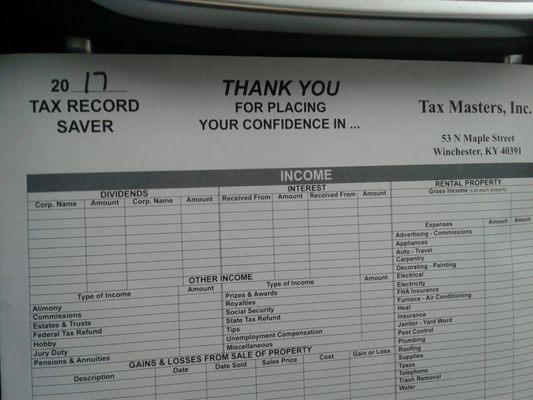 20 17
TAX RECORD
SAVER
THANK YOU
FOR PLACING
YOUR CONFIDENCE IN ...
Tax Masters, Inc.
53 N Maple Street
Winchester, KY 40391
INCOME
DIVIDENDS
Corp. Name Amount Corp. Name Amount
INTEREST
Received From Amount Received From Amount
RENTAL PROPERTY
Gross Income (List each property)
Expenses Amount Amount
Advertising - Commissions
Appliances
Auto - Travel
Carpentry
Decorating - Painting
Electrical
Electricity
FHA Insurance
Furnace - Air Conditioning
Heat
Insurance
Janitor - Yard Word
Pest Control
Plumbing
Roofing
Supplies
Taxes
Telephone
Trash Removal
Water
OTHER INCOME
Type of Income Amount Type of Income Amount
Alimony
Commissions
Estates & Trusts
Federal Tax Refund
Hobby
Jury Duty
Pensions & Annuities
Prizes & Awards
Royalties
Social Security
State Tax Refund
Tips
Unemployment Compensation
Miscellaneous
GAINS & LOSSES FROM SALE OF PROPERTY
Description Date Date Sold Sales Price Cost Gain or Loss